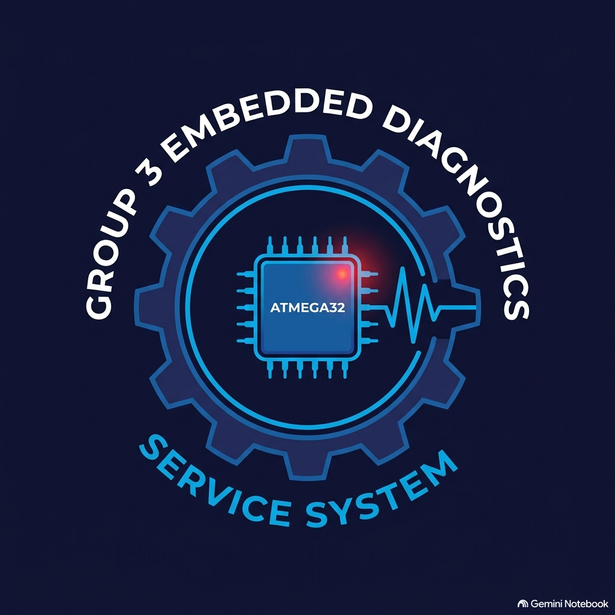 GROUP 3 EMBEDDED DIAGNOSTICS
ATMEGA32
SERVICE SYSTEM
Gemini Notebook